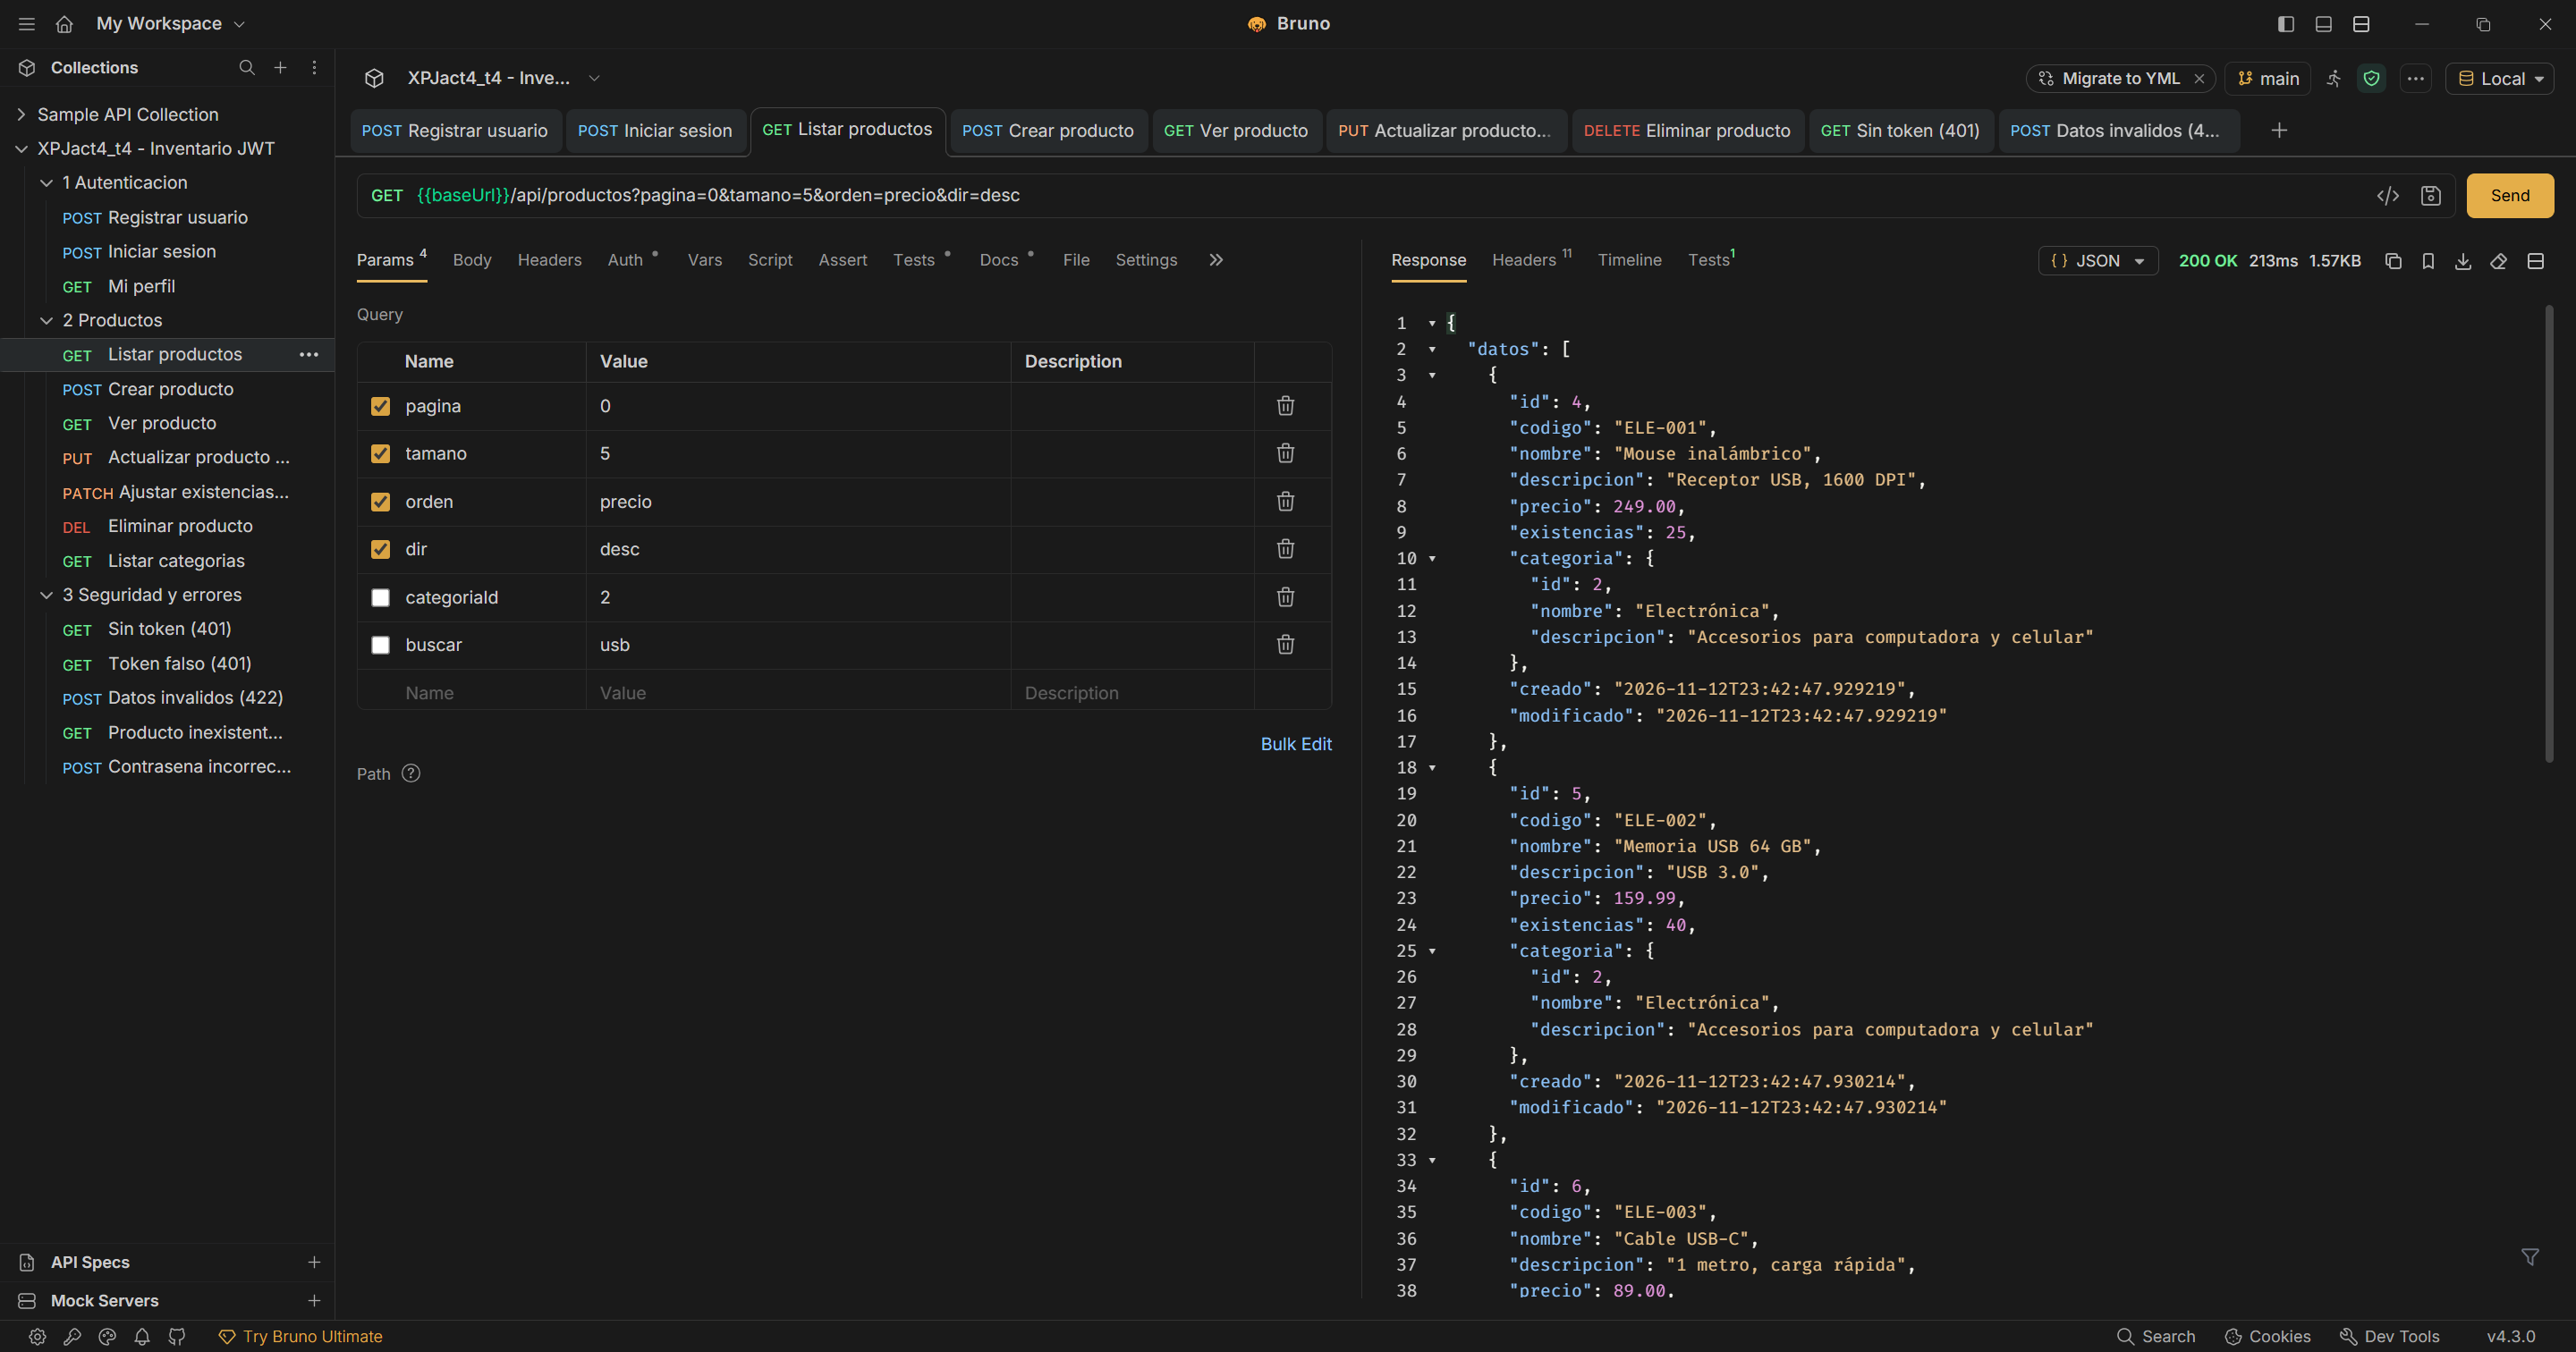 My Workspace
Bruno
Collections
XPJact4_t4 - Inve...
Migrate to YML
main
Local
Sample API Collection
XPJact4_t4 - Inventario JWT
1 Autenticacion
POST Registrar usuario
POST Iniciar sesion
GET Mi perfil
2 Productos
GET Listar productos
POST Crear producto
GET Ver producto
PUT Actualizar producto ...
PATCH Ajustar existencias...
DEL Eliminar producto
GET Listar categorias
3 Seguridad y errores
GET Sin token (401)
GET Token falso (401)
POST Datos invalidos (422)
GET Producto inexistent...
POST Contrasena incorrec...
API Specs
Mock Servers
POST Registrar usuario
POST Iniciar sesion
GET Listar productos
POST Crear producto
GET Ver producto
PUT Actualizar producto...
DELETE Eliminar producto
GET Sin token (401)
POST Datos invalidos (4...
GET {{baseUrl}}/api/productos?pagina=0&tamano=5&orden=precio&dir=desc
Send
Params 4 Body Headers Auth Vars Script Assert Tests Docs File Settings
Query
Name Value Description
pagina 0
tamano 5
orden precio
dir desc
categoriaId 2
buscar usb
Name Value Description
Bulk Edit
Path
Response Headers 11 Timeline Tests 1
{ } JSON 200 OK 213ms 1.57KB
1 {
2 "datos": [
3 {
4 "id": 4,
5 "codigo": "ELE-001",
6 "nombre": "Mouse inalámbrico",
7 "descripcion": "Receptor USB, 1600 DPI",
8 "precio": 249.00,
9 "existencias": 25,
10 "categoria": {
11 "id": 2,
12 "nombre": "Electrónica",
13 "descripcion": "Accesorios para computadora y celular"
14 },
15 "creado": "2026-11-12T23:42:47.929219",
16 "modificado": "2026-11-12T23:42:47.929219"
17 },
18 {
19 "id": 5,
20 "codigo": "ELE-002",
21 "nombre": "Memoria USB 64 GB",
22 "descripcion": "USB 3.0",
23 "precio": 159.99,
24 "existencias": 40,
25 "categoria": {
26 "id": 2,
27 "nombre": "Electrónica",
28 "descripcion": "Accesorios para computadora y celular"
29 },
30 "creado": "2026-11-12T23:42:47.930214",
31 "modificado": "2026-11-12T23:42:47.930214"
32 },
33 {
34 "id": 6,
35 "codigo": "ELE-003",
36 "nombre": "Cable USB-C",
37 "descripcion": "1 metro, carga rápida",
38 "precio": 89.00,
Try Bruno Ultimate
Search
Cookies
Dev Tools
v4.3.0